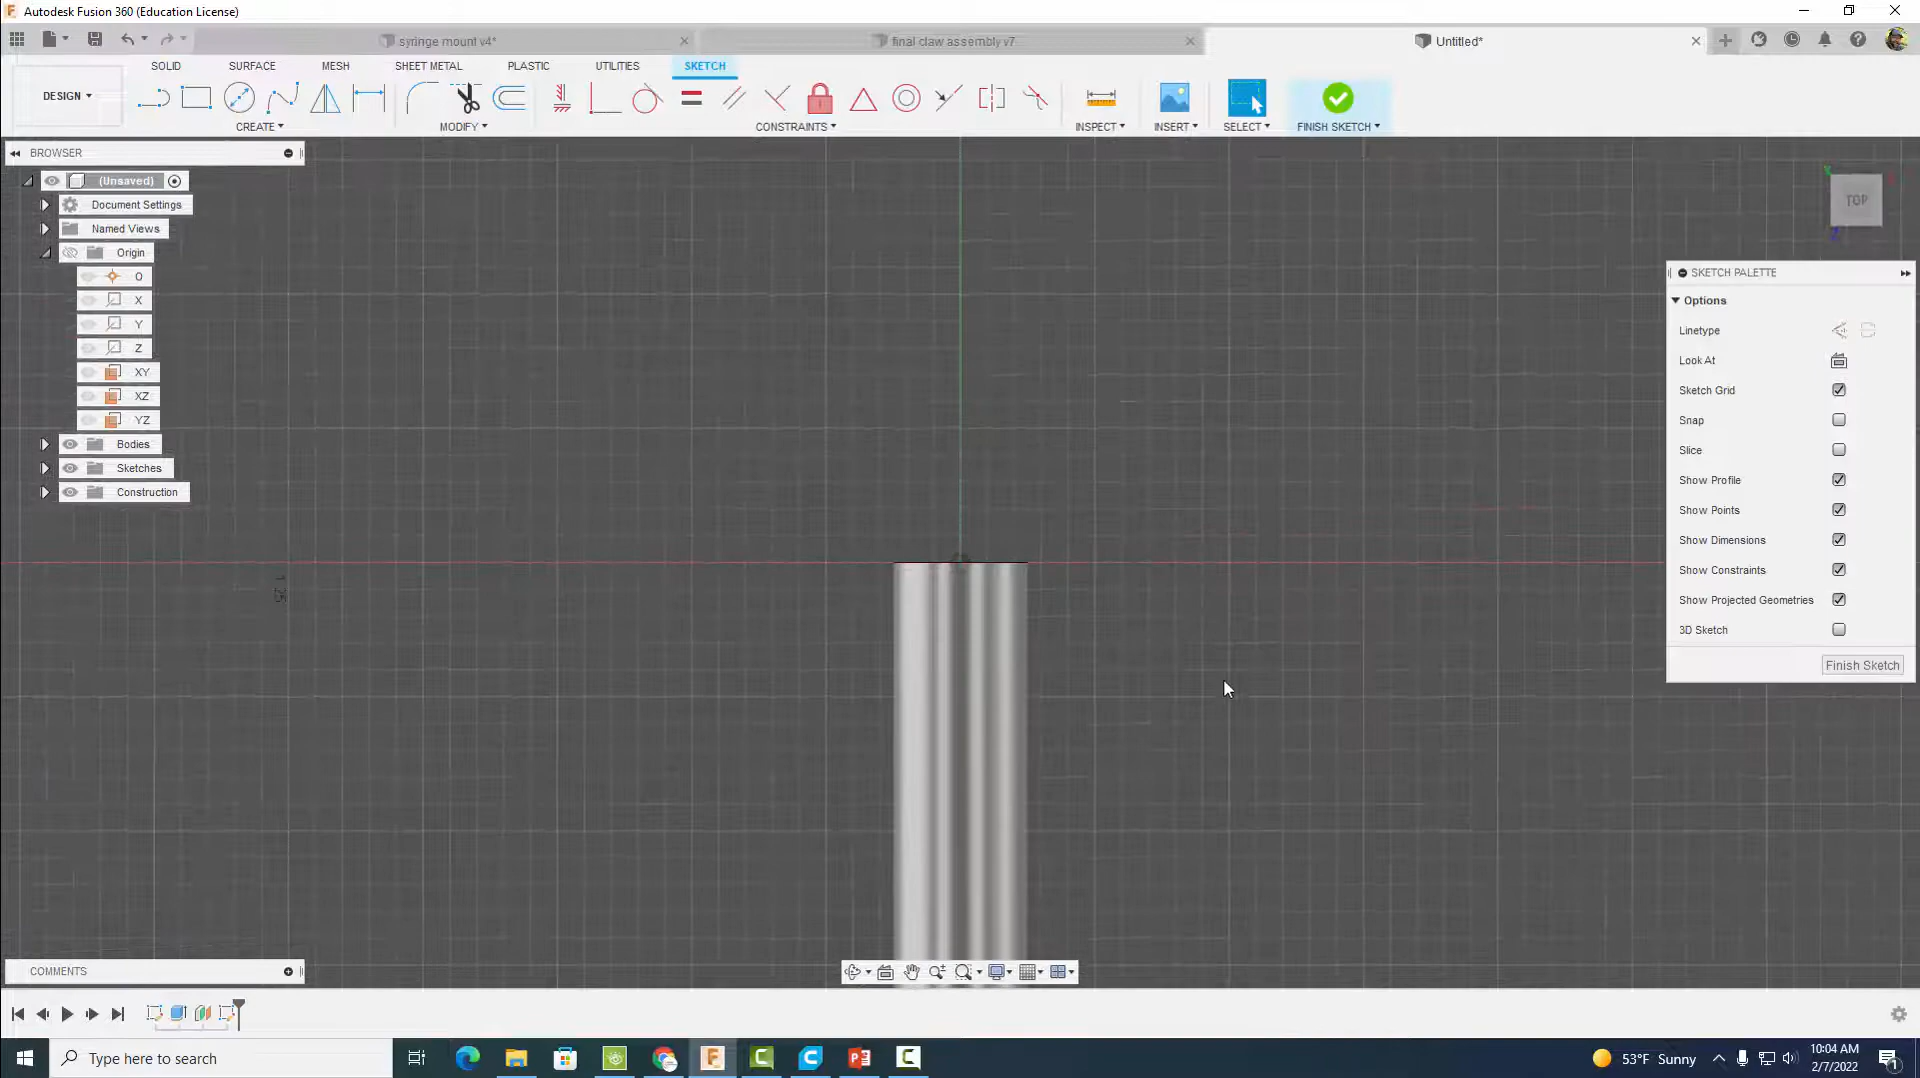 Autodesk Fusion 360 (Education License)
syringe mount v4*
final claw assembly v7
Untitled*
SOLID
SURFACE
MESH
SHEET METAL
PLASTIC
UTILITIES
SKETCH
DESIGN
CREATE
MODIFY
CONSTRAINTS
INSPECT
INSERT
SELECT
FINISH SKETCH
BROWSER
(Unsaved)
Document Settings
Named Views
Origin
O
X
Y
Z
XY
XZ
YZ
Bodies
Sketches
Construction
TOP
SKETCH PALETTE
Options
Linetype
Look At
Sketch Grid
Snap
Slice
Show Profile
Show Points
Show Dimensions
Show Constraints
Show Projected Geometries
3D Sketch
Finish Sketch
COMMENTS
Type here to search
53°F Sunny
10:04 AM
2/7/2022